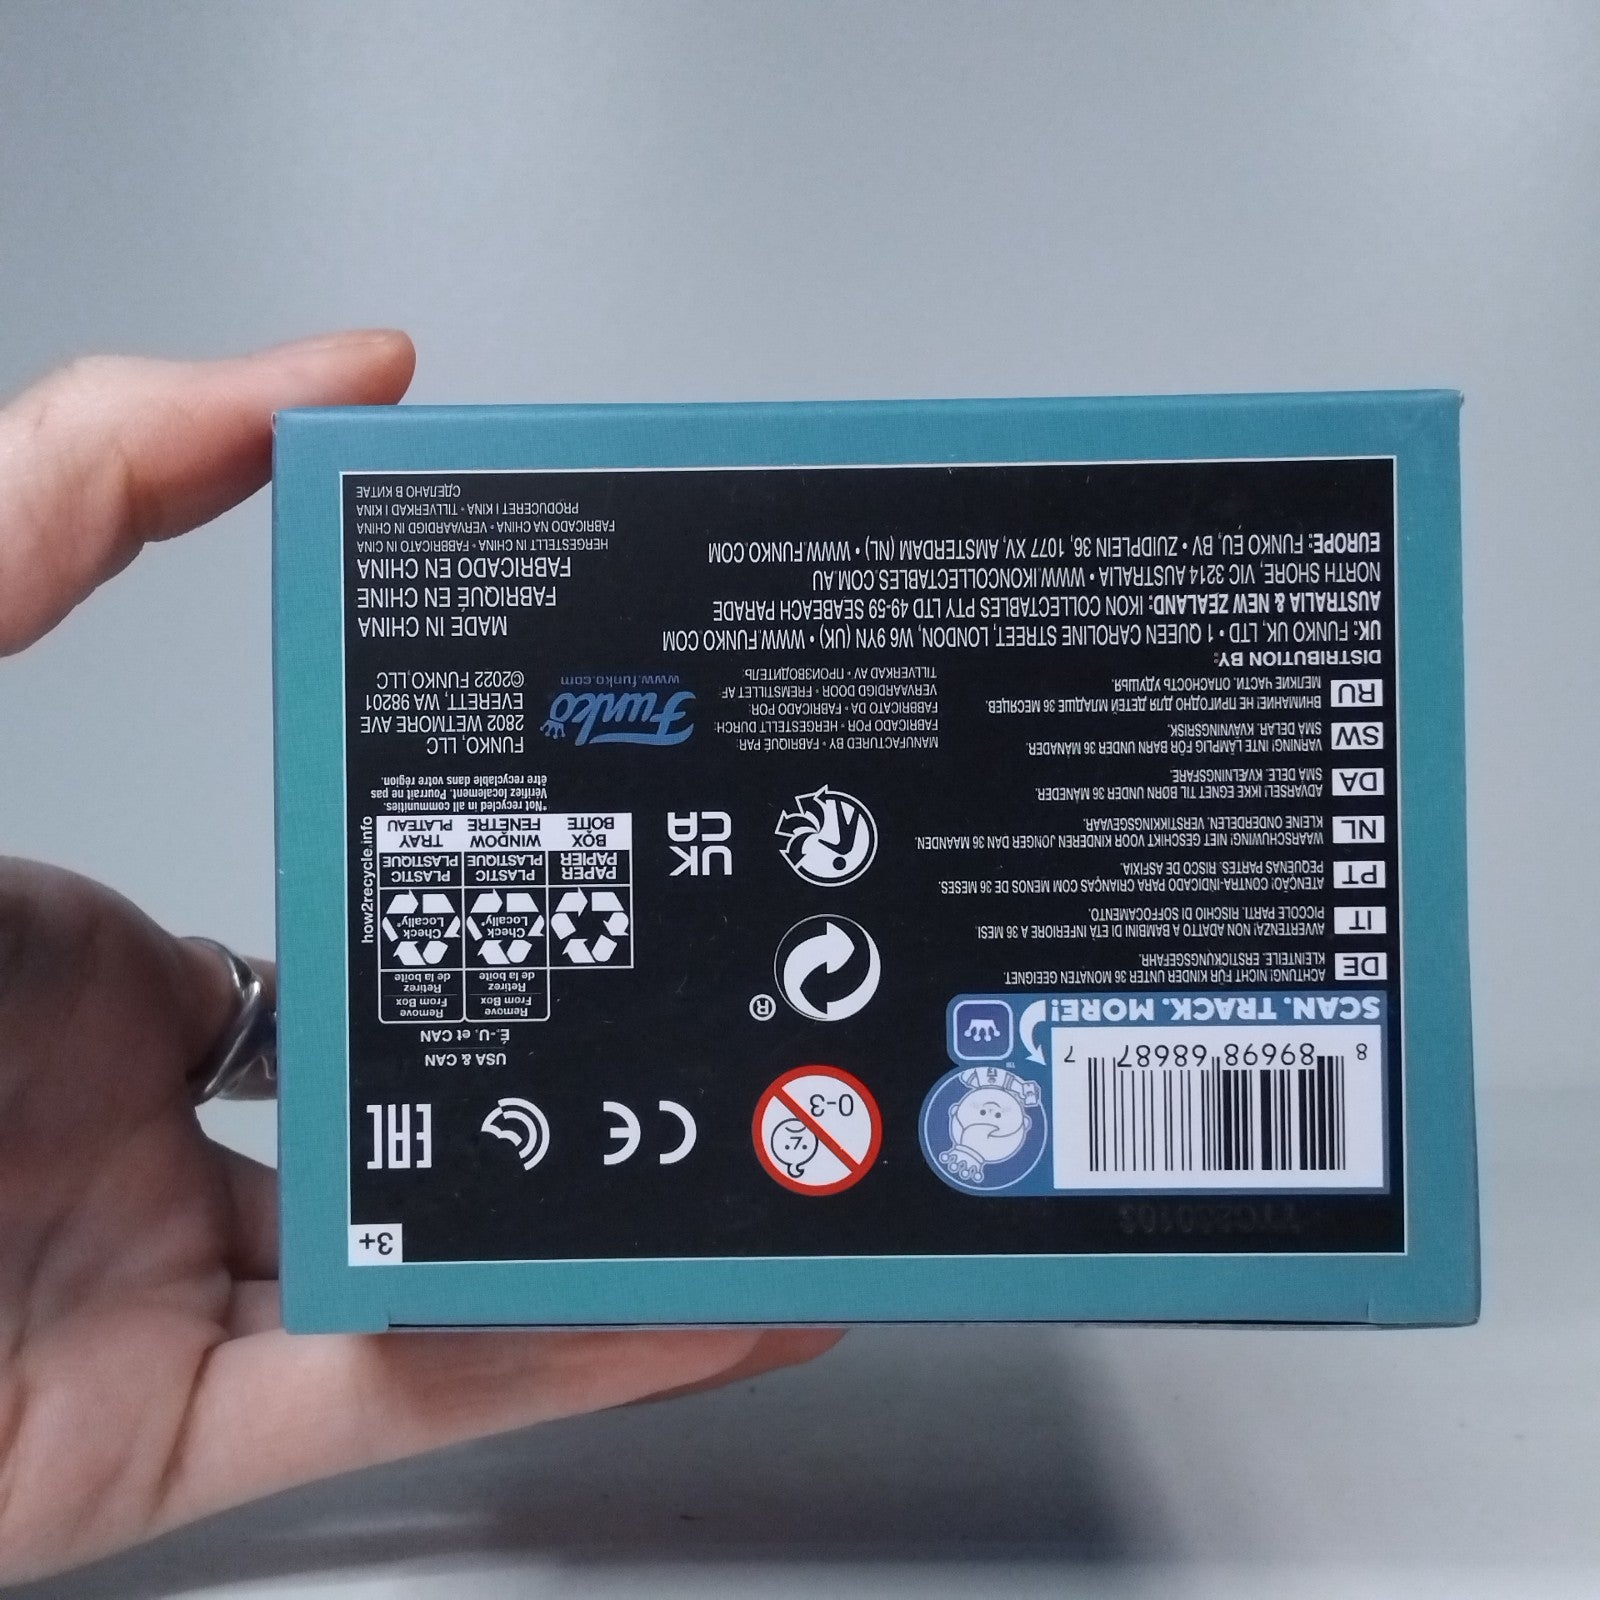 8 89698 68687 7
SCAN. TRACK. MORE!
TM
0-3
3+
DE
ACHTUNG! NICHT FÜR KINDER UNTER 36 MONATEN GEEIGNET.
KLEINTEILE. ERSTICKUNGSGEFAHR.
IT
AVVERTENZA! NON ADATTO A BAMBINI DI ETÀ INFERIORE A 36 MESI
PICCOLE PARTI. RISCHIO DI SOFFOCAMENTO.
PT
ATENÇÃO! CONTRA-INDICADO PARA CRIANÇAS COM MENOS DE 36 MESES.
PEQUENAS PARTES. RISCO DE ASFIXIA.
NL
WAARSCHUWING! NIET GESCHIKT VOOR KINDEREN JONGER DAN 36 MAANDEN.
KLEINE ONDERDELEN. VERSTIKKINGSGEVAAR.
DA
ADVARSEL! IKKE EGNET TIL BØRN UNDER 36 MÅNEDER.
SMÅ DELE. KVÆLNINGSFARE.
SW
VARNING! INTE LÄMPLIG FÖR BARN UNDER 36 MÅNADER.
SMÅ DELAR. KVÄVNINGSRISK.
RU
ВНИМАНИЕ! НЕ ПРИГОДНО ДЛЯ ДЕТЕЙ МЛАДШЕ 36 МЕСЯЦЕВ.
МЕЛКИЕ ЧАСТИ. ОПАСНОСТЬ УДУШЬЯ.
DISTRIBUTION BY:
UK: FUNKO UK, LTD • 1 QUEEN CAROLINE STREET, LONDON, W6 9YN (UK) • WWW.FUNKO.COM
AUSTRALIA & NEW ZEALAND: IKON COLLECTABLES PTY LTD 49-59 SEABEACH PARADE
NORTH SHORE, VIC 3214 AUSTRALIA • WWW.IKONCOLLECTABLES.COM.AU
EUROPE: FUNKO EU, BV • ZUIDPLEIN 36, 1077 XV, AMSTERDAM (NL) • WWW.FUNKO.COM
CE
EAC
®
UK
CA
USA & CAN
É.-U. et CAN
Remove
From Box
Retirez
de la boîte
Remove
From Box
Retirez
de la boîte
Check
Locally*
Check
Locally*
PAPER
PAPIER
PLASTIC
PLASTIQUE
PLASTIC
PLASTIQUE
BOX
BOÎTE
WINDOW
FENÊTRE
TRAY
PLATEAU
how2recycle.info
*Not recycled in all communities.
Vérifiez localement. Pourrait ne pas
être recyclable dans votre région.
MANUFACTURED BY • FABRIQUÉ PAR:
FABRICADO POR • HERGESTELLT DURCH:
FABBRICATO DA • FABRICADO POR:
VERVAARDIGD DOOR • FREMSTILLET AF
TILLVERKAD AV • ПРОИЗВОДИТЕЛЬ:
Funko
www.funko.com
FUNKO, LLC
2802 WETMORE AVE
EVERETT, WA 98201
©2022 FUNKO,LLC
MADE IN CHINA
FABRIQUÉ EN CHINE
FABRICADO EN CHINA
HERGESTELLT IN CHINA • FABBRICATO IN CINA
FABRICADO NA CHINA • VERVAARDIGD IN CHINA
PRODUCERET I KINA • TILLVERKAD I KINA
СДЕЛАНО В КИТАЕ